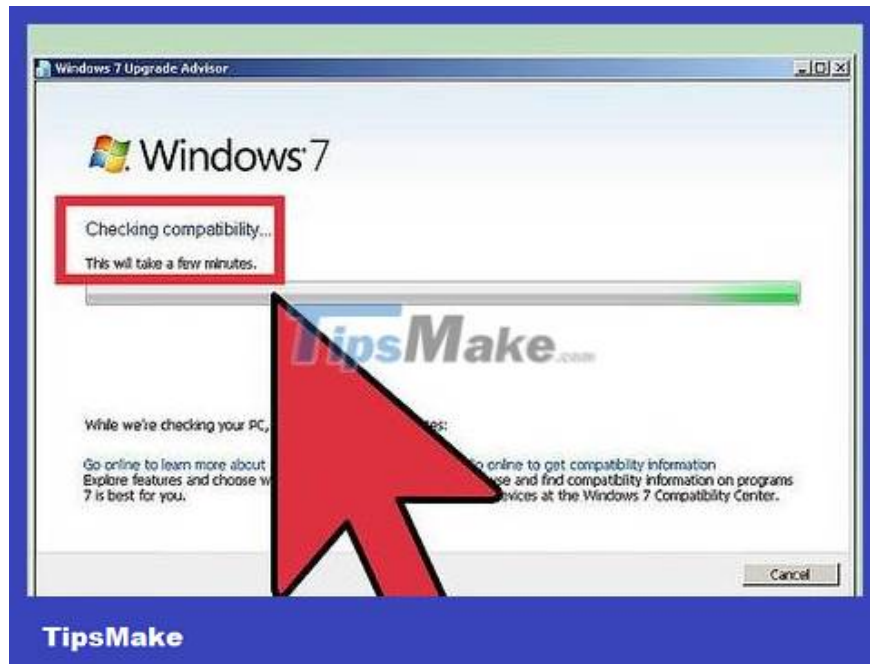 Windows 7 Upgrade Advisor
Windows 7
Checking compatibility...
This will take a few minutes.
TipsMake.com
While we're checking your PC, es:
Go online to learn more about
Explore features and choose w
7 is best for you.
o online to get compatibility information
se and find compatibility information on programs
evices at the Windows 7 Compatibility Center.
Cancel
TipsMake